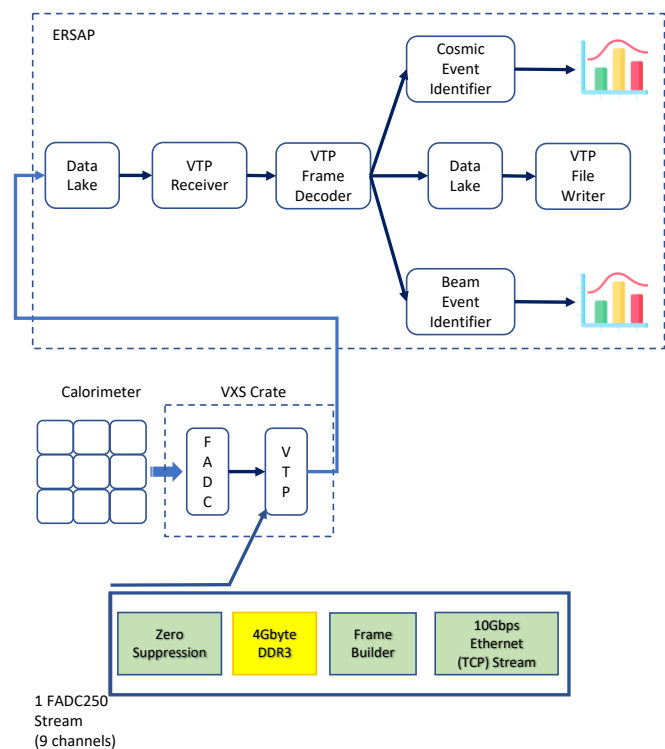 ERSAP
Cosmic
Event
Identifier
Data
Lake
VTP
Receiver
VTP
Frame
Decoder
Data
Lake
VTP
File
Writer
Beam
Event
Identifier
Calorimeter
VXS Crate
F
A
D
C
V
T
P
Zero
Suppression
4Gbyte
DDR3
Frame
Builder
10Gbps
Ethernet
(TCP) Stream
1 FADC250
Stream
(9 channels)